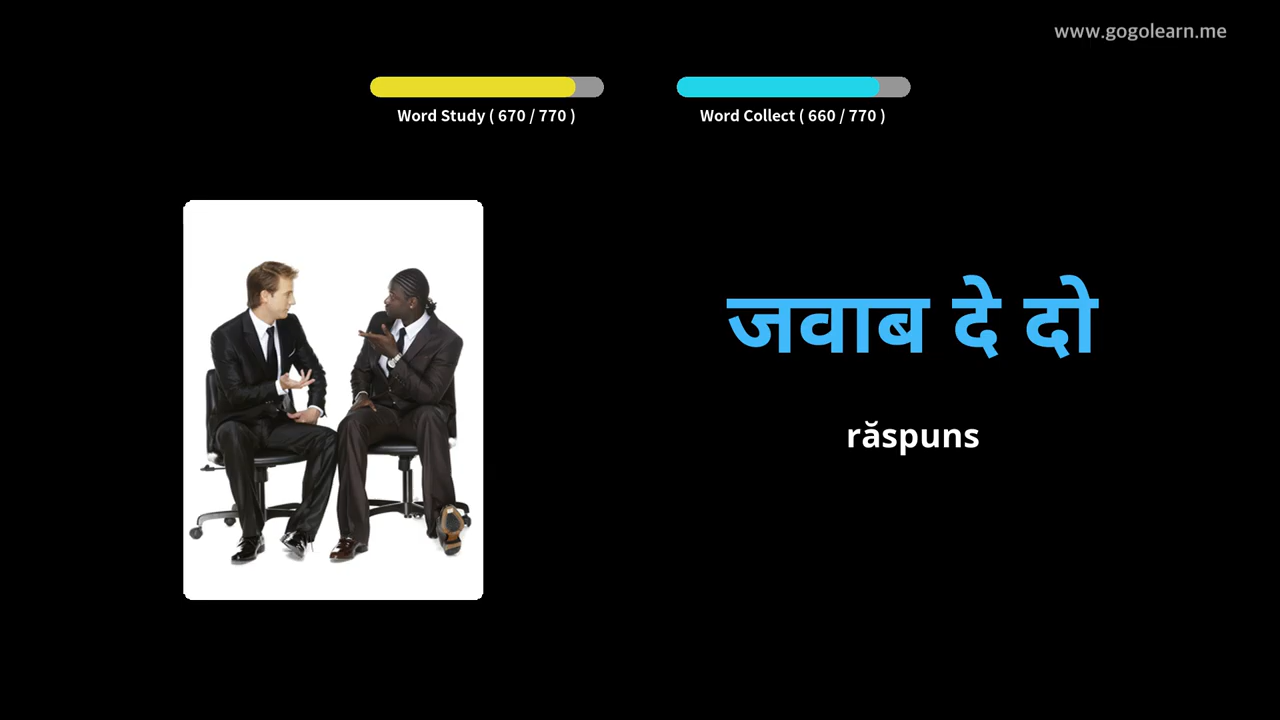 www.gogolearn.me
Word Study ( 670 / 770 )
Word Collect ( 660 / 770 )
जवाब दे दो
răspuns